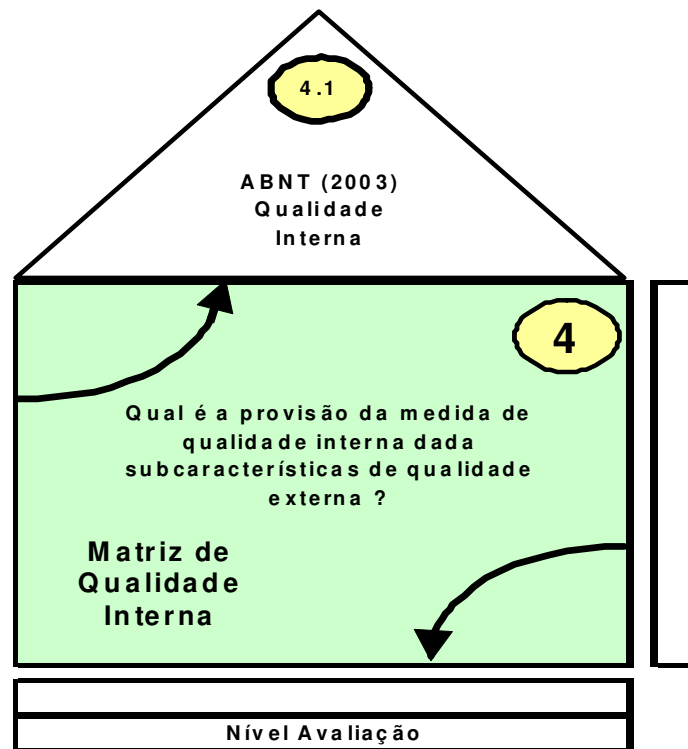 4.1
ABNT (2003)
Qualidade
Interna
4
Qual é a provisão da medida de
qualidade interna dada
subcaracterísticas de qualidade
externa ?
Matriz de
Qualidade
Interna
Nível Avaliação